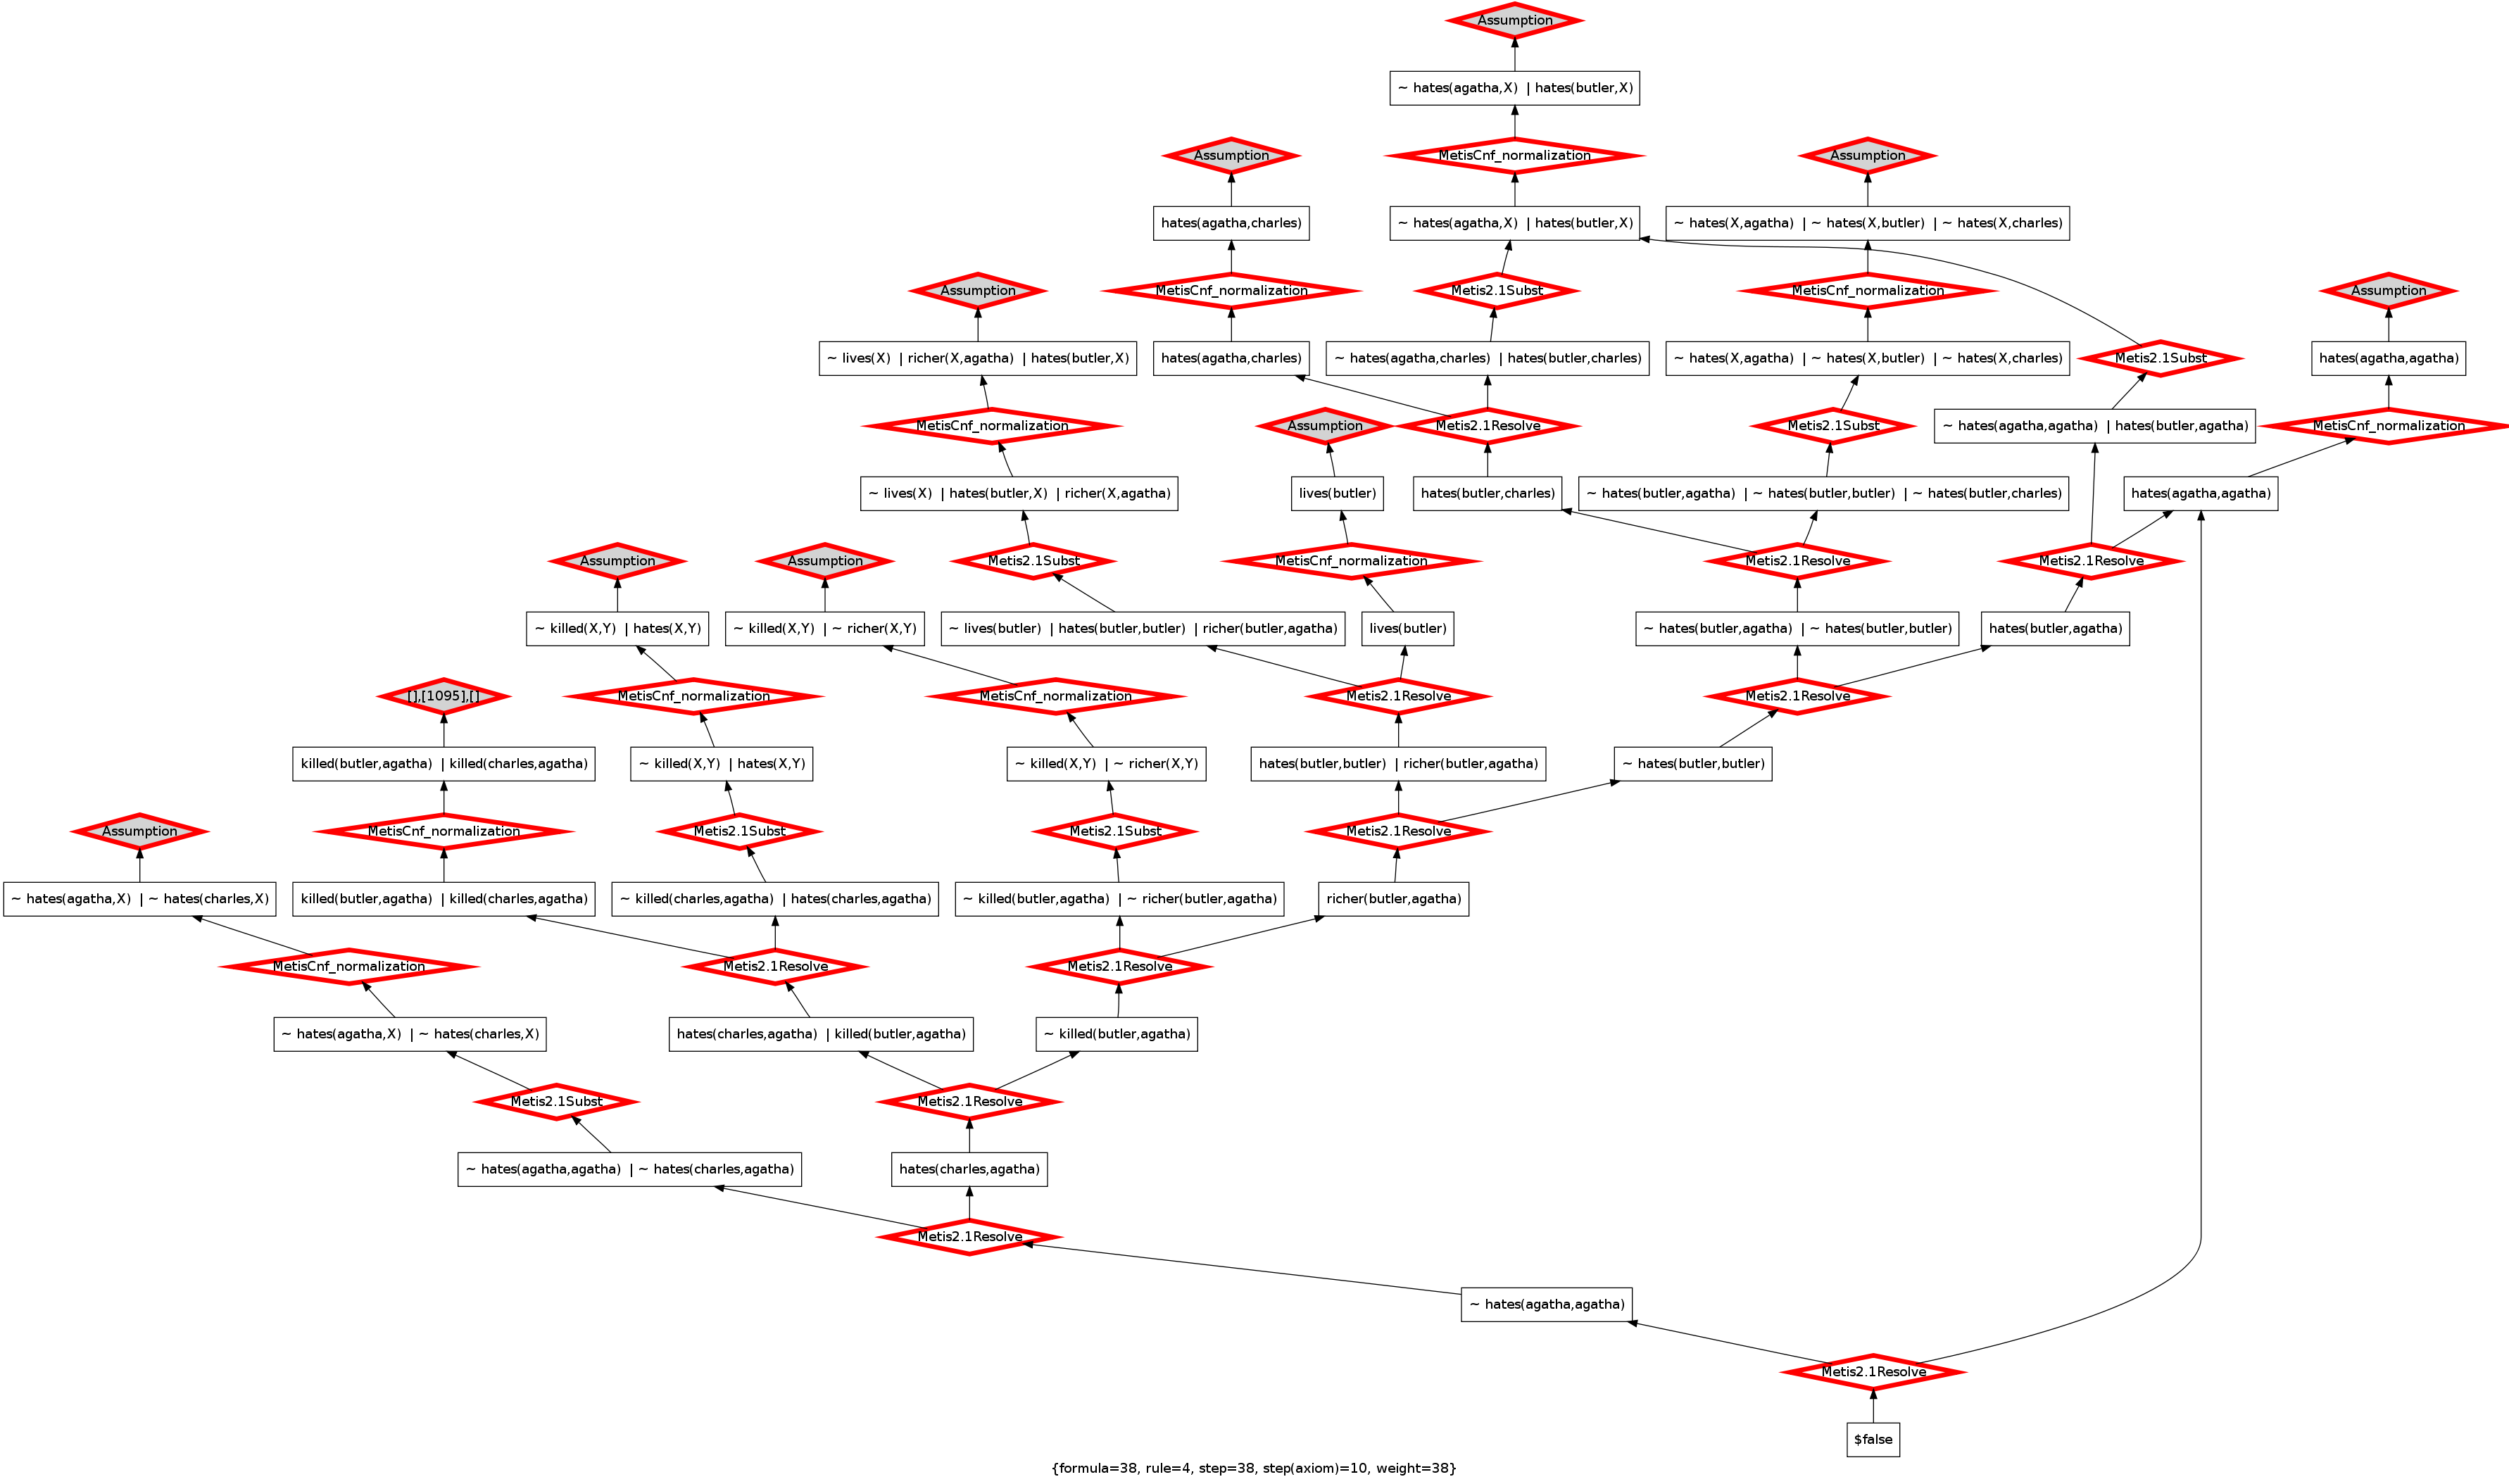 Assumption
~ hates(agatha,X) | hates(butler,X)
Assumption
MetisCnf_normalization
Assumption
hates(agatha,charles)
~ hates(agatha,X) | hates(butler,X)
~ hates(X,agatha) | ~ hates(X,butler) | ~ hates(X,charles)
Assumption
MetisCnf_normalization
Metis2.1Subst
MetisCnf_normalization
Assumption
~ lives(X) | richer(X,agatha) | hates(butler,X)
hates(agatha,charles)
~ hates(agatha,charles) | hates(butler,charles)
~ hates(X,agatha) | ~ hates(X,butler) | ~ hates(X,charles)
Metis2.1Subst
hates(agatha,agatha)
MetisCnf_normalization
Assumption
Metis2.1Resolve
Metis2.1Subst
~ hates(agatha,agatha) | hates(butler,agatha)
MetisCnf_normalization
~ lives(X) | hates(butler,X) | richer(X,agatha)
lives(butler)
hates(butler,charles)
~ hates(butler,agatha) | ~ hates(butler,butler) | ~ hates(butler,charles)
hates(agatha,agatha)
Assumption
Assumption
Metis2.1Subst
MetisCnf_normalization
Metis2.1Resolve
Metis2.1Resolve
~ killed(X,Y) | hates(X,Y)
~ killed(X,Y) | ~ richer(X,Y)
~ lives(butler) | hates(butler,butler) | richer(butler,agatha)
lives(butler)
~ hates(butler,agatha) | ~ hates(butler,butler)
hates(butler,agatha)
[],[1095],[]
MetisCnf_normalization
MetisCnf_normalization
Metis2.1Resolve
Metis2.1Resolve
killed(butler,agatha) | killed(charles,agatha)
~ killed(X,Y) | hates(X,Y)
~ killed(X,Y) | ~ richer(X,Y)
hates(butler,butler) | richer(butler,agatha)
~ hates(butler,butler)
Assumption
MetisCnf_normalization
Metis2.1Subst
Metis2.1Subst
Metis2.1Resolve
~ hates(agatha,X) | ~ hates(charles,X)
killed(butler,agatha) | killed(charles,agatha)
~ killed(charles,agatha) | hates(charles,agatha)
~ killed(butler,agatha) | ~ richer(butler,agatha)
richer(butler,agatha)
MetisCnf_normalization
Metis2.1Resolve
Metis2.1Resolve
~ hates(agatha,X) | ~ hates(charles,X)
hates(charles,agatha) | killed(butler,agatha)
~ killed(butler,agatha)
Metis2.1Subst
Metis2.1Resolve
~ hates(agatha,agatha) | ~ hates(charles,agatha)
hates(charles,agatha)
Metis2.1Resolve
~ hates(agatha,agatha)
Metis2.1Resolve
$false
{formula=38, rule=4, step=38, step(axiom)=10, weight=38}